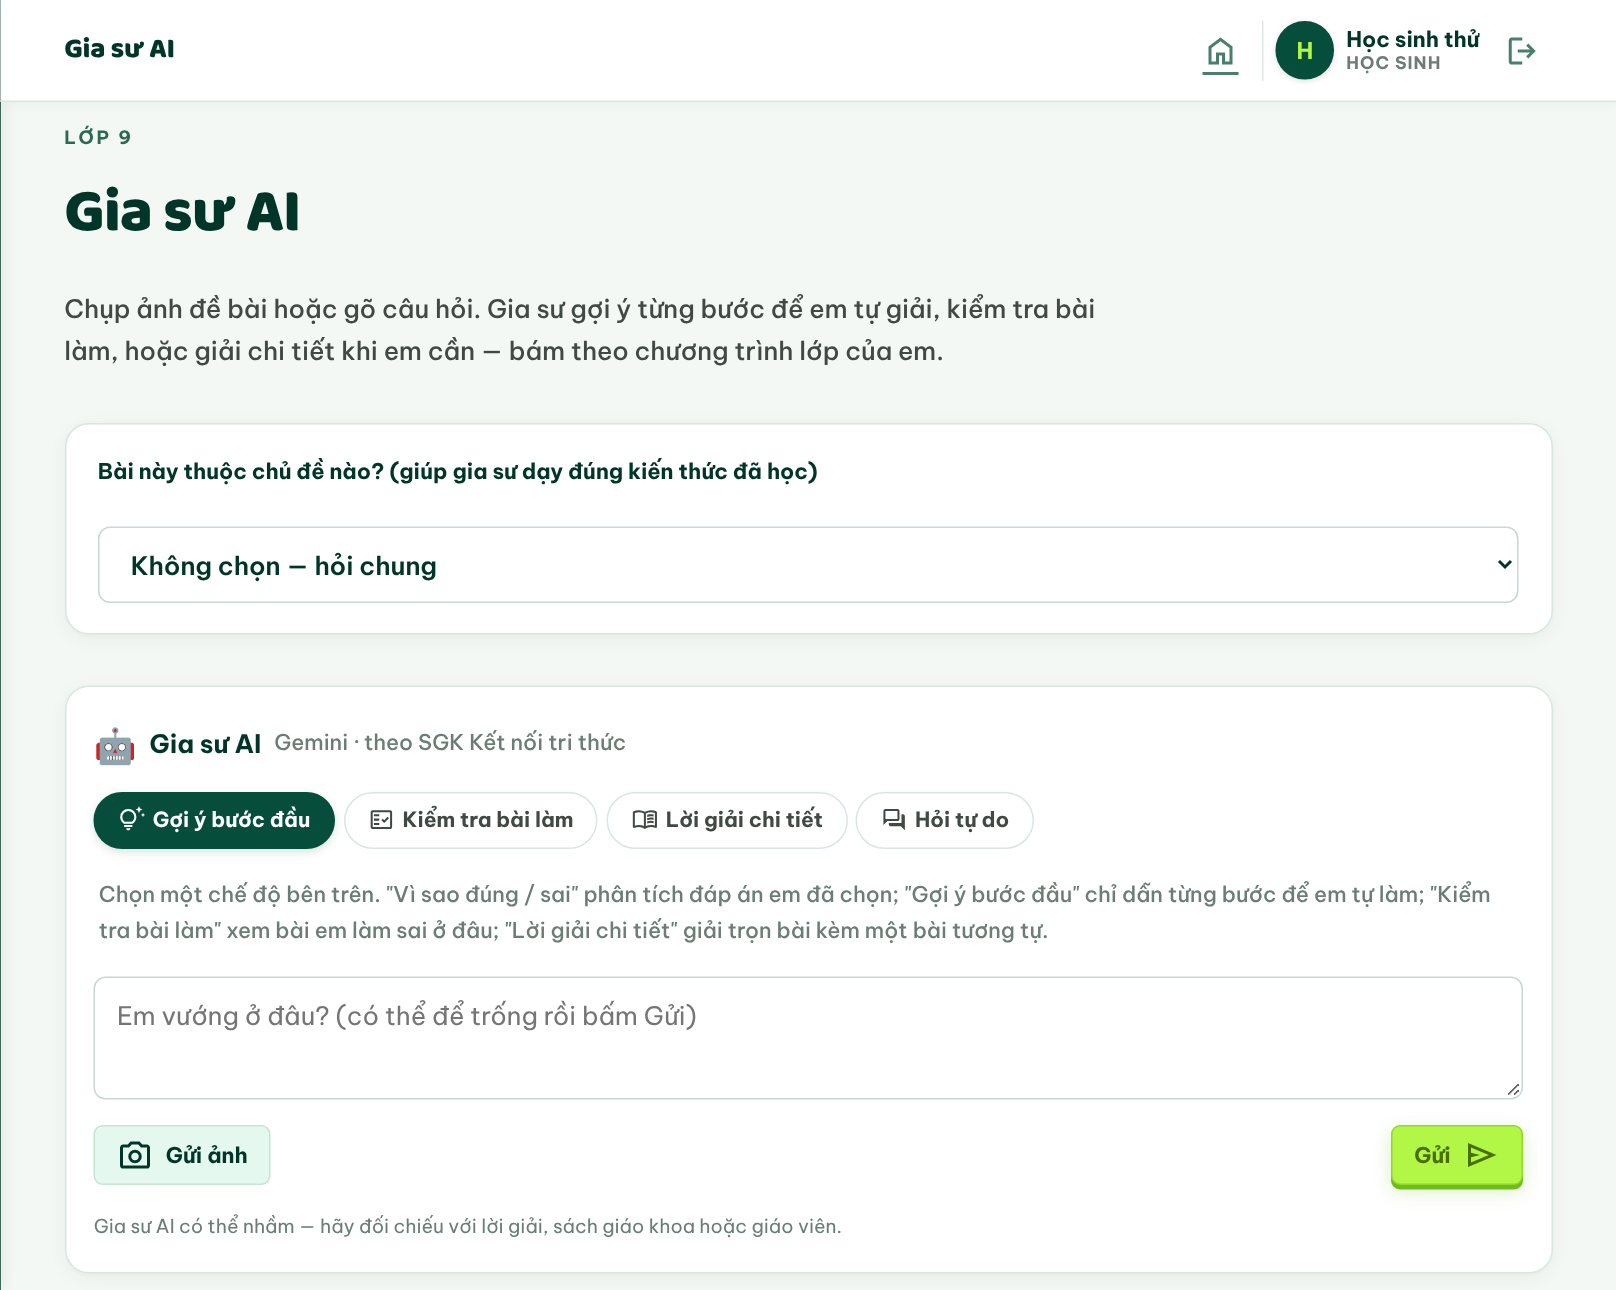 Gia sư AI
H
Học sinh thử
HỌC SINH
LỚP 9
Gia sư AI
Chụp ảnh đề bài hoặc gõ câu hỏi. Gia sư gợi ý từng bước để em tự giải, kiểm tra bài
làm, hoặc giải chi tiết khi em cần — bám theo chương trình lớp của em.
Bài này thuộc chủ đề nào? (giúp gia sư dạy đúng kiến thức đã học)
Không chọn — hỏi chung
Gia sư AI Gemini · theo SGK Kết nối tri thức
Gợi ý bước đầu Kiểm tra bài làm Lời giải chi tiết Hỏi tự do
Chọn một chế độ bên trên. "Vì sao đúng / sai" phân tích đáp án em đã chọn; "Gợi ý bước đầu" chỉ dẫn từng bước để em tự làm; "Kiểm
tra bài làm" xem bài em làm sai ở đâu; "Lời giải chi tiết" giải trọn bài kèm một bài tương tự.
Em vướng ở đâu? (có thể để trống rồi bấm Gửi)
Gửi ảnh Gửi
Gia sư AI có thể nhầm — hãy đối chiếu với lời giải, sách giáo khoa hoặc giáo viên.